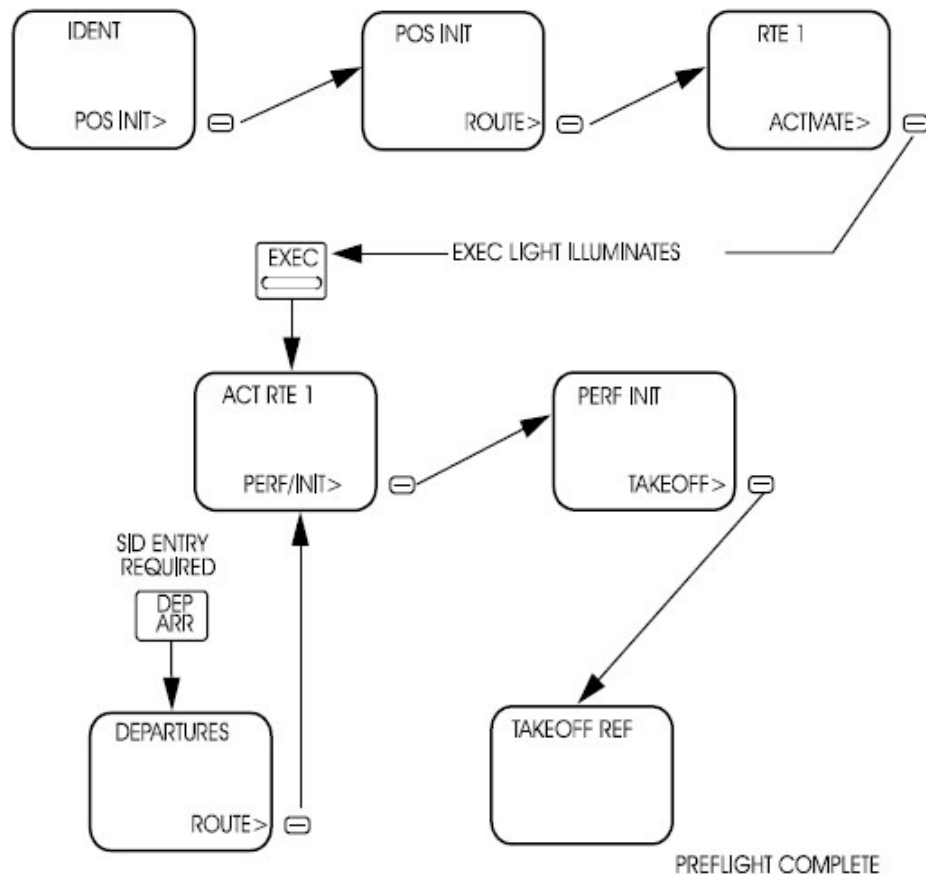 IDENT
POS INIT>
POS INIT
ROUTE>
RTE 1
ACTIVATE>
EXEC
EXEC LIGHT ILLUMINATES
ACT RTE 1
PERF/INIT>
PERF INIT
TAKEOFF>
SID ENTRY
REQUIRED
DEP
ARR
DEPARTURES
ROUTE>
TAKEOFF REF
PREFLIGHT COMPLETE